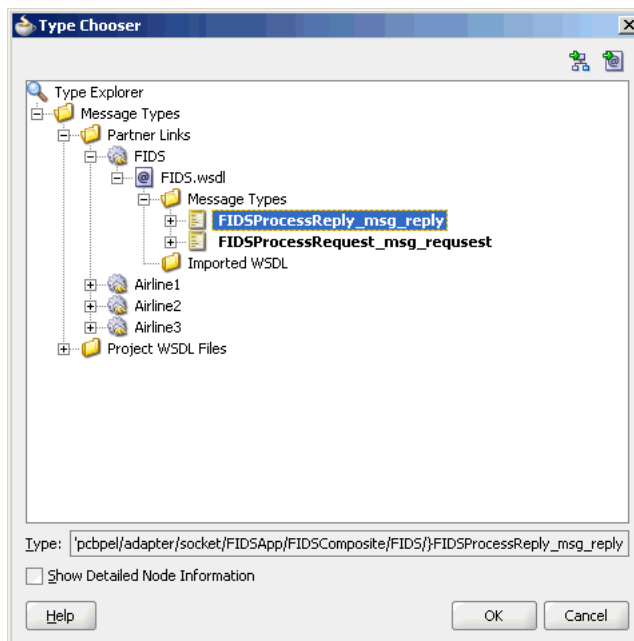 Type Chooser
Type Explorer
Message Types
Partner Links
FIDS
FIDS.wsdl
Message Types
FIDSProcessReply_msg_reply
FIDSProcessRequest_msg_requsest
Imported WSDL
Airline1
Airline2
Airline3
Project WSDL Files
Type: 'pcbpel/adapter/socket/FIDSApp/FIDSComposite/FIDS/}FIDSProcessReply_msg_reply
Show Detailed Node Information
Help OK Cancel